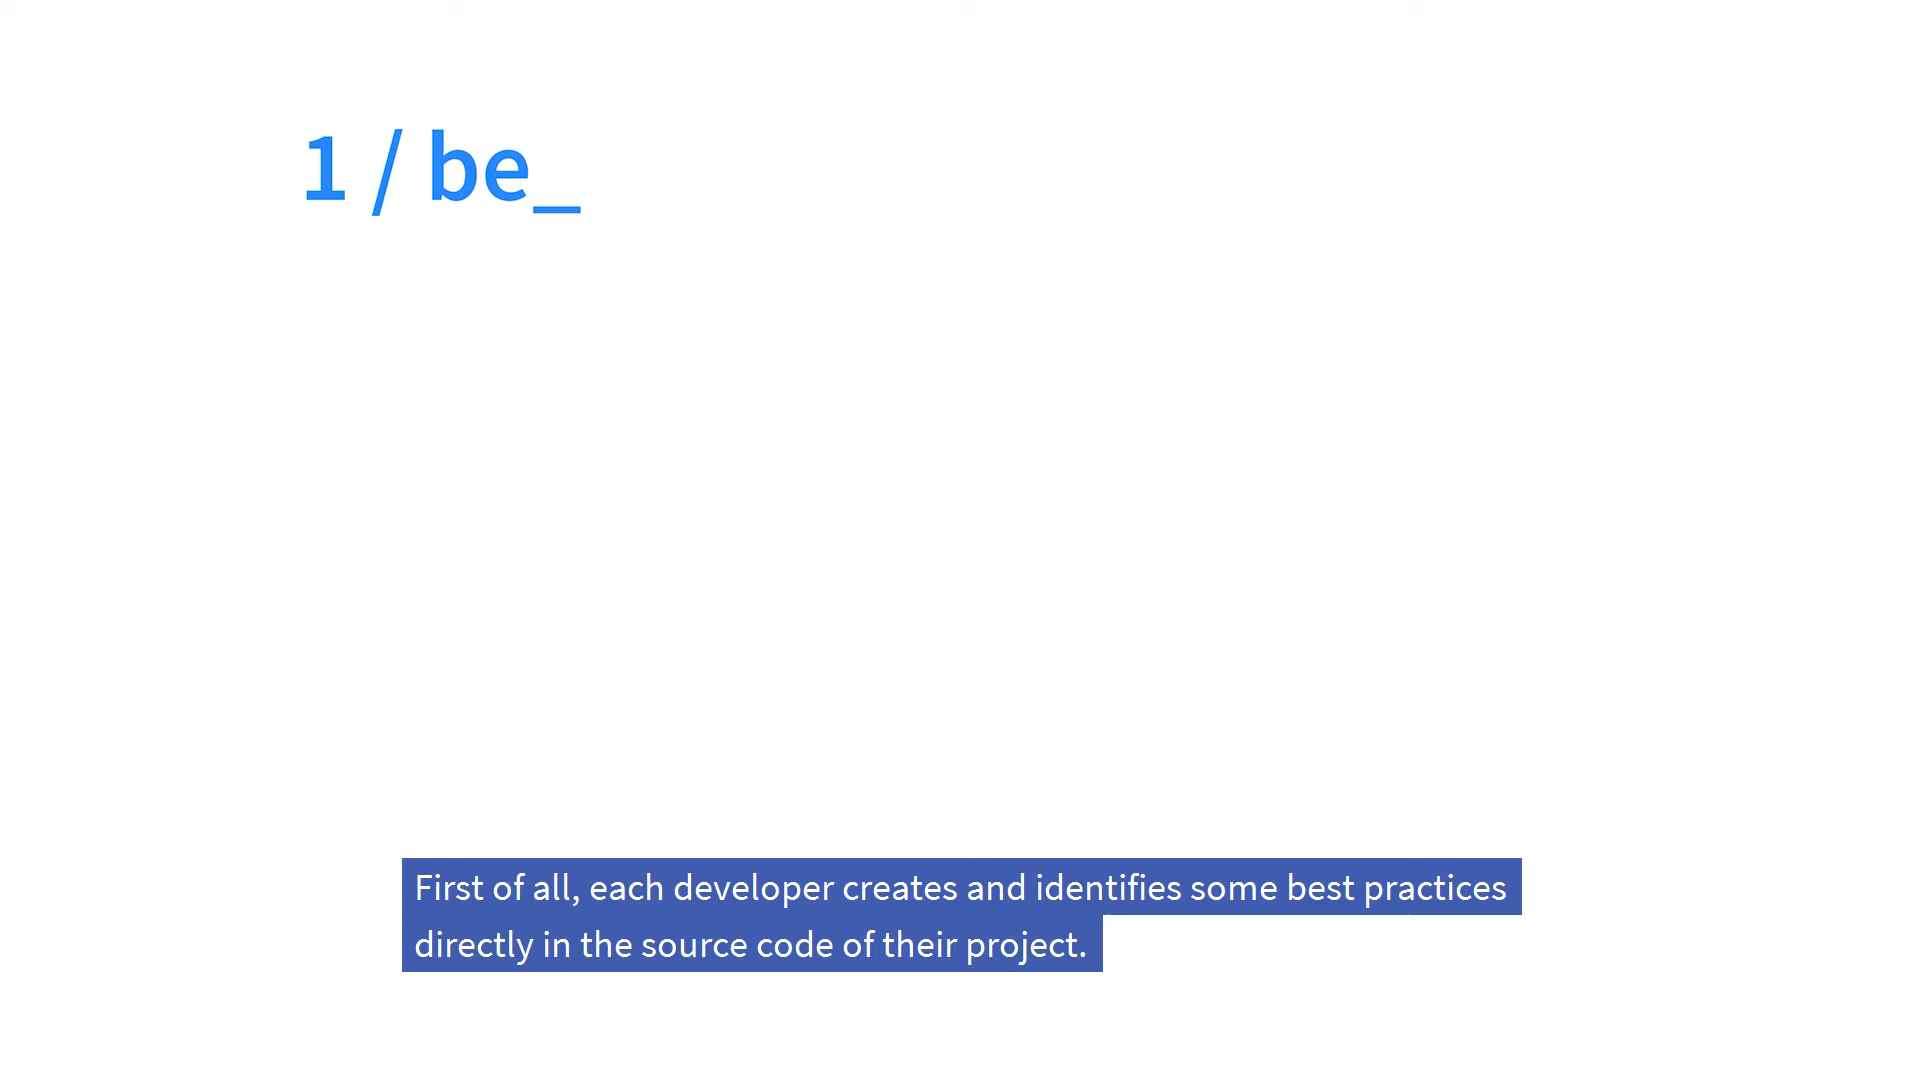 1 / be_
First of all, each developer creates and identifies some best practices
directly in the source code of their project.